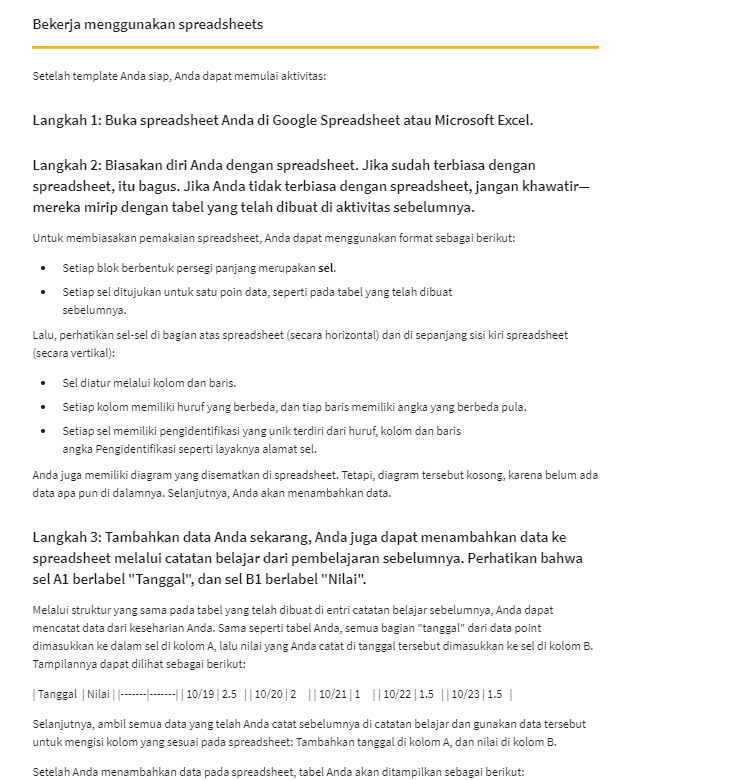 Bekerja menggunakan spreadsheets
Setelah template Anda siap, Anda dapat memulai aktivitas:
Langkah 1: Buka spreadsheet Anda di Google Spreadsheet atau Microsoft Excel.
Langkah 2: Biasakan diri Anda dengan spreadsheet. Jika sudah terbiasa dengan
spreadsheet, itu bagus. Jika Anda tidak terbiasa dengan spreadsheet, jangan khawatir—
mereka mirip dengan tabel yang telah dibuat di aktivitas sebelumnya.
Untuk membiasakan pemakaian spreadsheet, Anda dapat menggunakan format sebagai berikut:
• Setiap blok berbentuk persegi panjang merupakan sel.
• Setiap sel ditujukan untuk satu poin data, seperti pada tabel yang telah dibuat
sebelumnya.
Lalu, perhatikan sel-sel di bagian atas spreadsheet (secara horizontal) dan di sepanjang sisi kiri spreadsheet
(secara vertikal):
• Sel diatur melalui kolom dan baris.
• Setiap kolom memiliki huruf yang berbeda, dan tiap baris memiliki angka yang berbeda pula.
• Setiap sel memiliki pengidentifikasi yang unik terdiri dari huruf, kolom dan baris
angka Pengidentifikasi seperti layaknya alamat sel.
Anda juga memiliki diagram yang disematkan di spreadsheet. Tetapi, diagram tersebut kosong, karena belum ada
data apa pun di dalamnya. Selanjutnya, Anda akan menambahkan data.
Langkah 3: Tambahkan data Anda sekarang, Anda juga dapat menambahkan data ke
spreadsheet melalui catatan belajar dari pembelajaran sebelumnya. Perhatikan bahwa
sel A1 berlabel "Tanggal", dan sel B1 berlabel "Nilai".
Melalui struktur yang sama pada tabel yang telah dibuat di entri catatan belajar sebelumnya, Anda dapat
mencatat data dari keseharian Anda. Sama seperti tabel Anda, semua bagian "tanggal" dari data point
dimasukkan ke dalam sel di kolom A, lalu nilai yang Anda catat di tanggal tersebut dimasukkan ke sel di kolom B.
Tampilannya dapat dilihat sebagai berikut:
| Tanggal | Nilai | |-------|-------| | 10/19 | 2.5 | | 10/20 | 2 | | 10/21 | 1 | | 10/22 | 1.5 | | 10/23 | 1.5 |
Selanjutnya, ambil semua data yang telah Anda catat sebelumnya di catatan belajar dan gunakan data tersebut
untuk mengisi kolom yang sesuai pada spreadsheet: Tambahkan tanggal di kolom A, dan nilai di kolom B.
Setelah Anda menambahkan data pada spreadsheet, tabel Anda akan ditampilkan sebagai berikut: